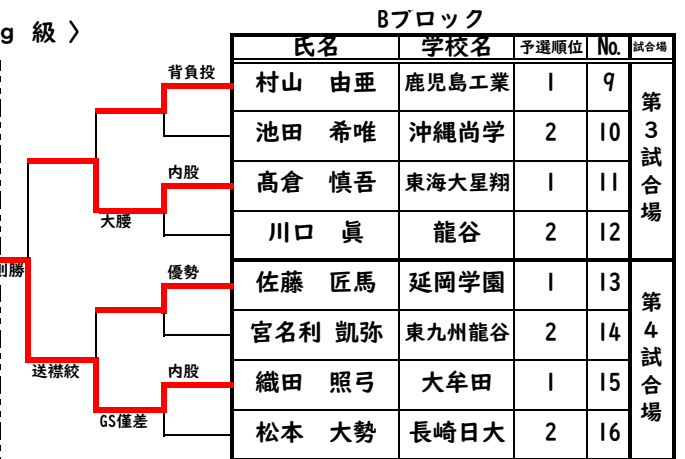 Bブロック
g 級 〉
氏名 学校名 予選順位 No. 試合場
背負投
村山 由亜 鹿児島工業 1 9
池田 希唯 沖縄尚学 2 10
内股
髙倉 慎吾 東海大星翔 1 11
大腰
川口 眞 龍谷 2 12
第3試合場
則勝
優勢
佐藤 匠馬 延岡学園 1 13
宮名利 凱弥 東九州龍谷 2 14
送襟絞
内股
織田 照弓 大牟田 1 15
GS僅差
松本 大勢 長崎日大 2 16
第4試合場